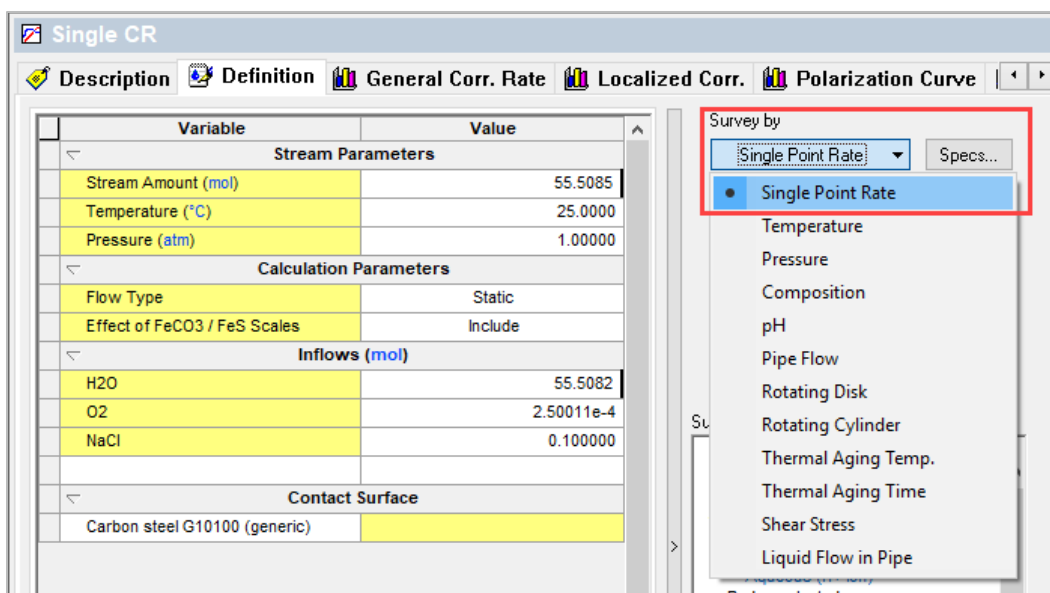 Single CR
Description Definition General Corr. Rate Localized Corr. Polarization Curve
Variable Value
Stream Parameters
Stream Amount (mol) 55.5085
Temperature (°C) 25.0000
Pressure (atm) 1.00000
Calculation Parameters
Flow Type Static
Effect of FeCO3 / FeS Scales Include
Inflows (mol)
H2O 55.5082
O2 2.50011e-4
NaCl 0.100000
Contact Surface
Carbon steel G10100 (generic)
Survey by
Single Point Rate Specs...
Single Point Rate
Temperature
Pressure
Composition
pH
Pipe Flow
Rotating Disk
Rotating Cylinder
Thermal Aging Temp.
Thermal Aging Time
Shear Stress
Liquid Flow in Pipe